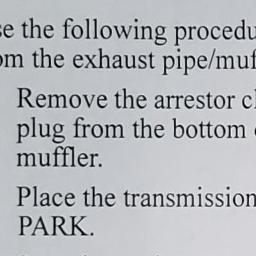 se the following procedu
om the exhaust pipe/muf
Remove the arrestor cl
plug from the bottom
muffler.
Place the transmission
PARK.